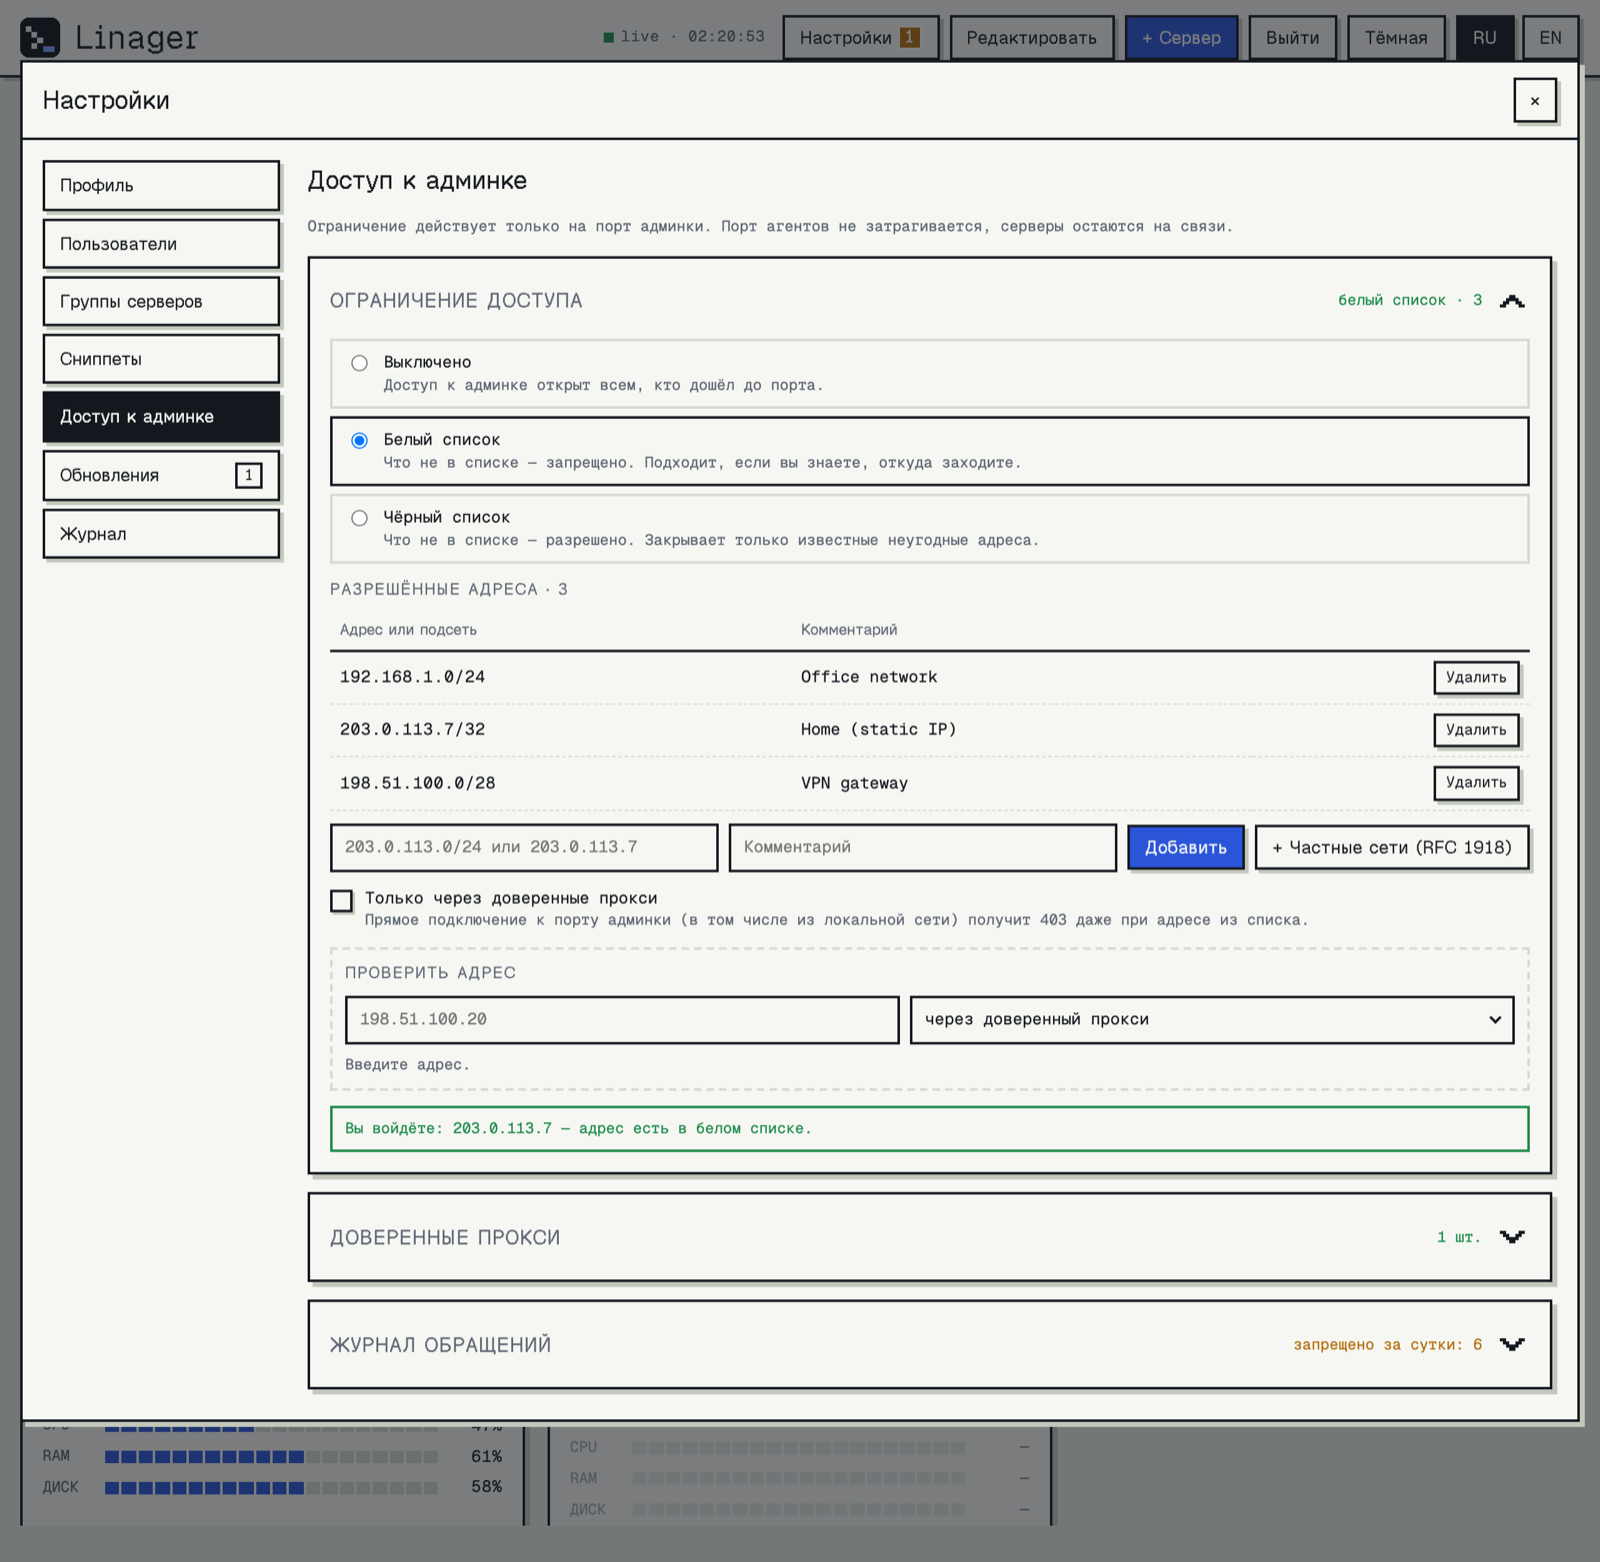 Linager
live · 02:20:53
Настройки 1
Редактировать
+ Сервер
Выйти
Тёмная
RU
EN
Настройки
×
Профиль
Пользователи
Группы серверов
Сниппеты
Доступ к админке
Обновления 1
Журнал
Доступ к админке
Ограничение действует только на порт админки. Порт агентов не затрагивается, серверы остаются на связи.
ОГРАНИЧЕНИЕ ДОСТУПА
белый список · 3
Выключено
Доступ к админке открыт всем, кто дошёл до порта.
Белый список
Что не в списке — запрещено. Подходит, если вы знаете, откуда заходите.
Чёрный список
Что не в списке — разрешено. Закрывает только известные неугодные адреса.
РАЗРЕШЁННЫЕ АДРЕСА · 3
Адрес или подсеть
Комментарий
192.168.1.0/24
Office network
Удалить
203.0.113.7/32
Home (static IP)
Удалить
198.51.100.0/28
VPN gateway
Удалить
203.0.113.0/24 или 203.0.113.7
Комментарий
Добавить
+ Частные сети (RFC 1918)
Только через доверенные прокси
Прямое подключение к порту админки (в том числе из локальной сети) получит 403 даже при адресе из списка.
ПРОВЕРИТЬ АДРЕС
198.51.100.20
через доверенный прокси
Введите адрес.
Вы войдёте: 203.0.113.7 — адрес есть в белом списке.
ДОВЕРЕННЫЕ ПРОКСИ
1 шт.
ЖУРНАЛ ОБРАЩЕНИЙ
запрещено за сутки: 6
RAM
61%
ДИСК
58%
CPU
—
RAM
—
ДИСК
—